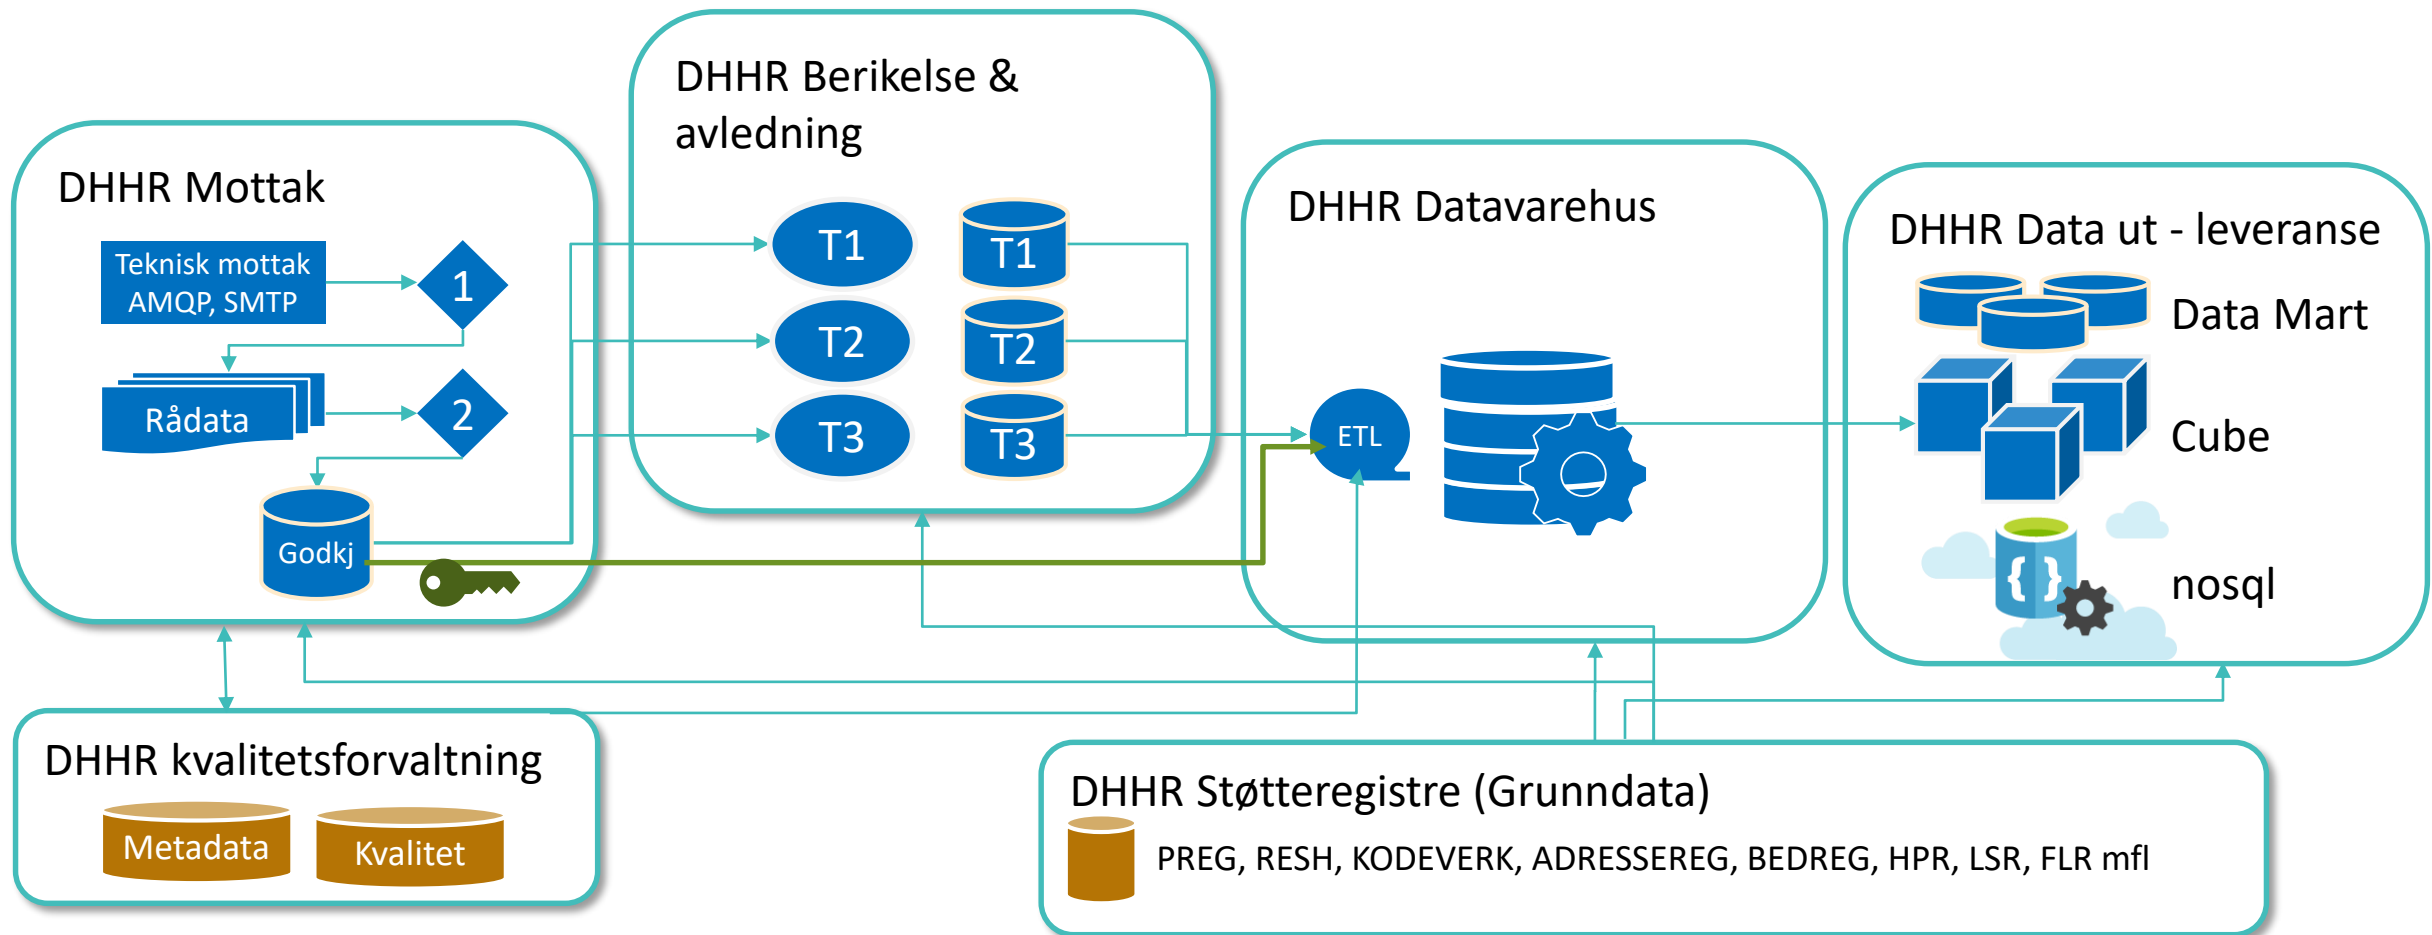 DHHR Mottak
Teknisk mottak
AMQP, SMTP
1
Rådata
2
Godkj
DHHR Berikelse &
avledning
T1
T1
T2
T2
T3
T3
DHHR Datavarehus
ETL
DHHR Data ut - leveranse
Data Mart
Cube
{ }
nosql
DHHR kvalitetsforvaltning
Metadata
Kvalitet
DHHR Støtteregistre (Grunndata)
PREG, RESH, KODEVERK, ADRESSEREG, BEDREG, HPR, LSR, FLR mfl